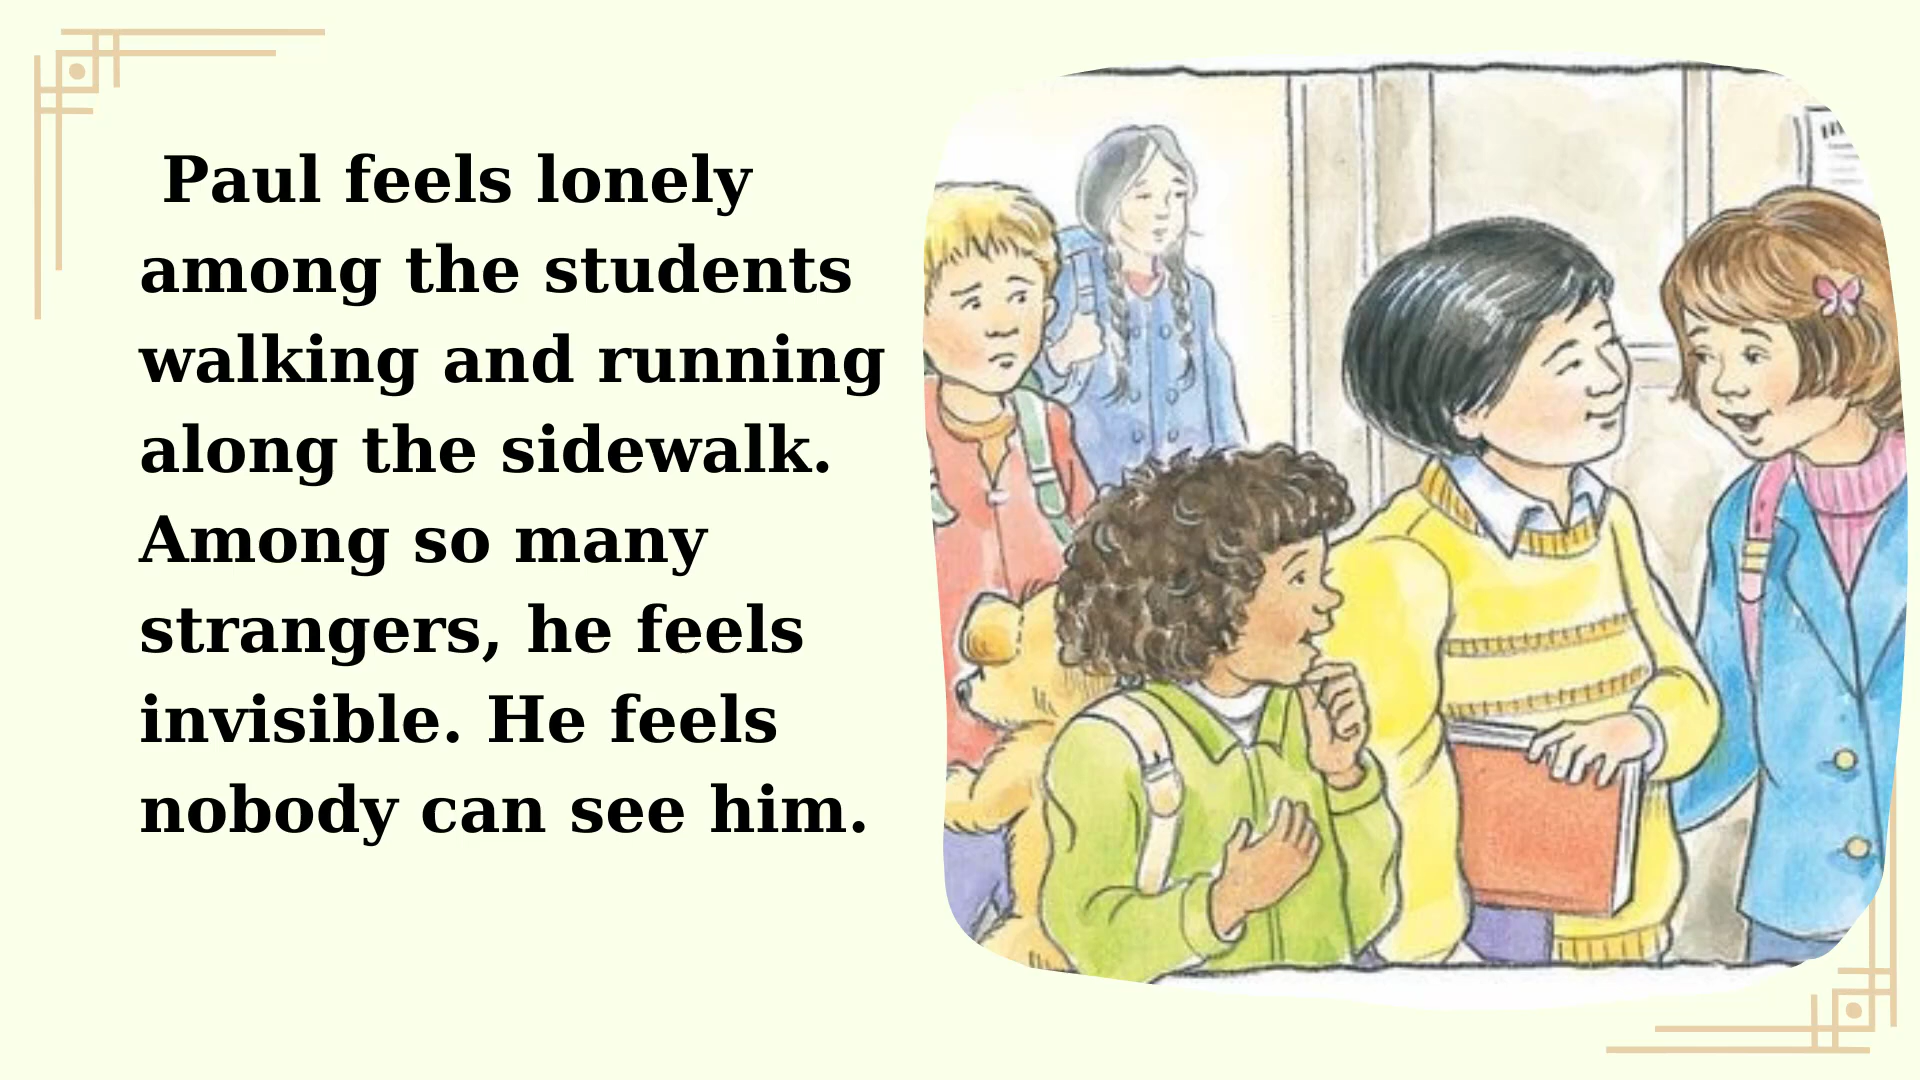 Paul feels lonely
among the students
walking and running
along the sidewalk.
Among so many
strangers, he feels
invisible. He feels
nobody can see him.